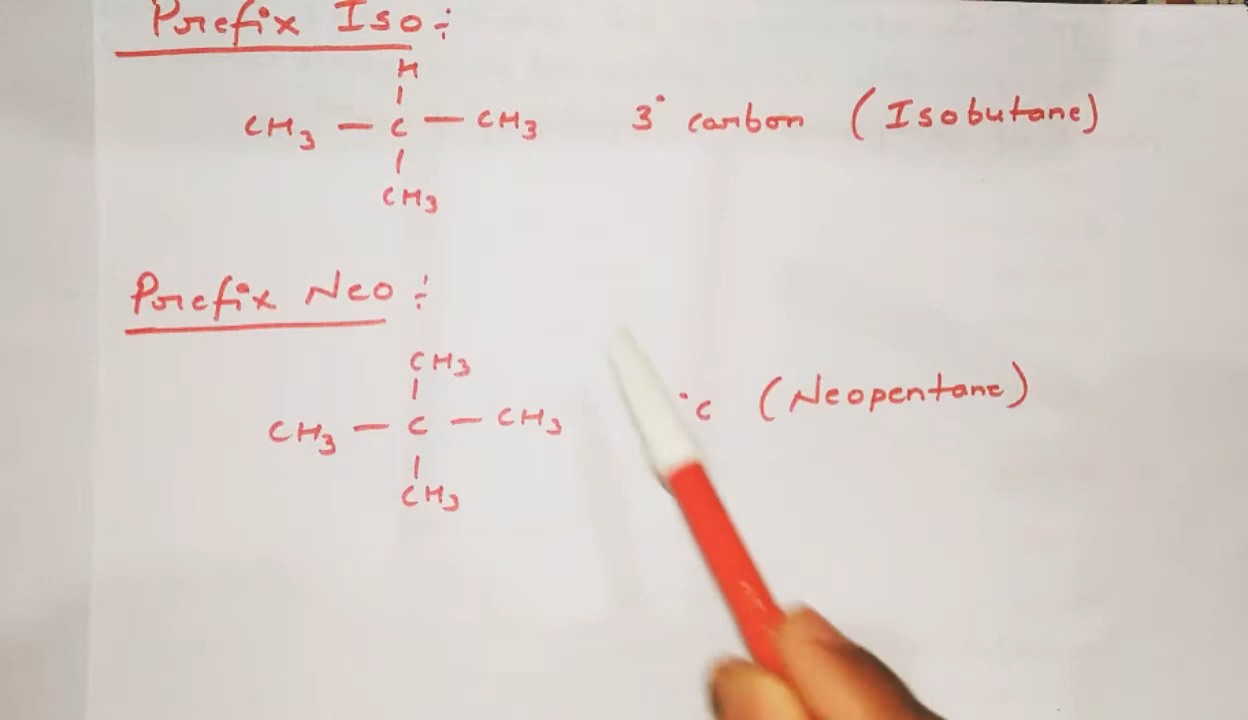 Prefix Iso :-
H
CH3 - C - CH3 3° carbon (Isobutane)
CH3
Prefix Neo :-
CH3
CH3 - C - CH3 °C (Neopentane)
CH3